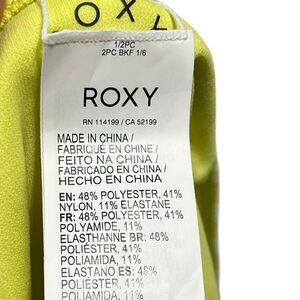 ROXY
1/2PC
2PC BKF 1/6
ROXY
RN 114199 / CA 52199
MADE IN CHINA /
FABRIQUÉ EN CHINE /
FEITO NA CHINA /
FABRICADO EN CHINA /
HECHO EN CHINA
EN: 48% POLYESTER, 41%
NYLON, 11% ELASTANE
FR: 48% POLYESTER, 41%
POLYAMIDE, 11%
ELASTHANNE BR: 48%
POLIÉSTER, 41%
POLIAMIDA, 11%
ELASTANO ES: 48%
POLIÉSTER, 41%
POLIAMIDA, 11%